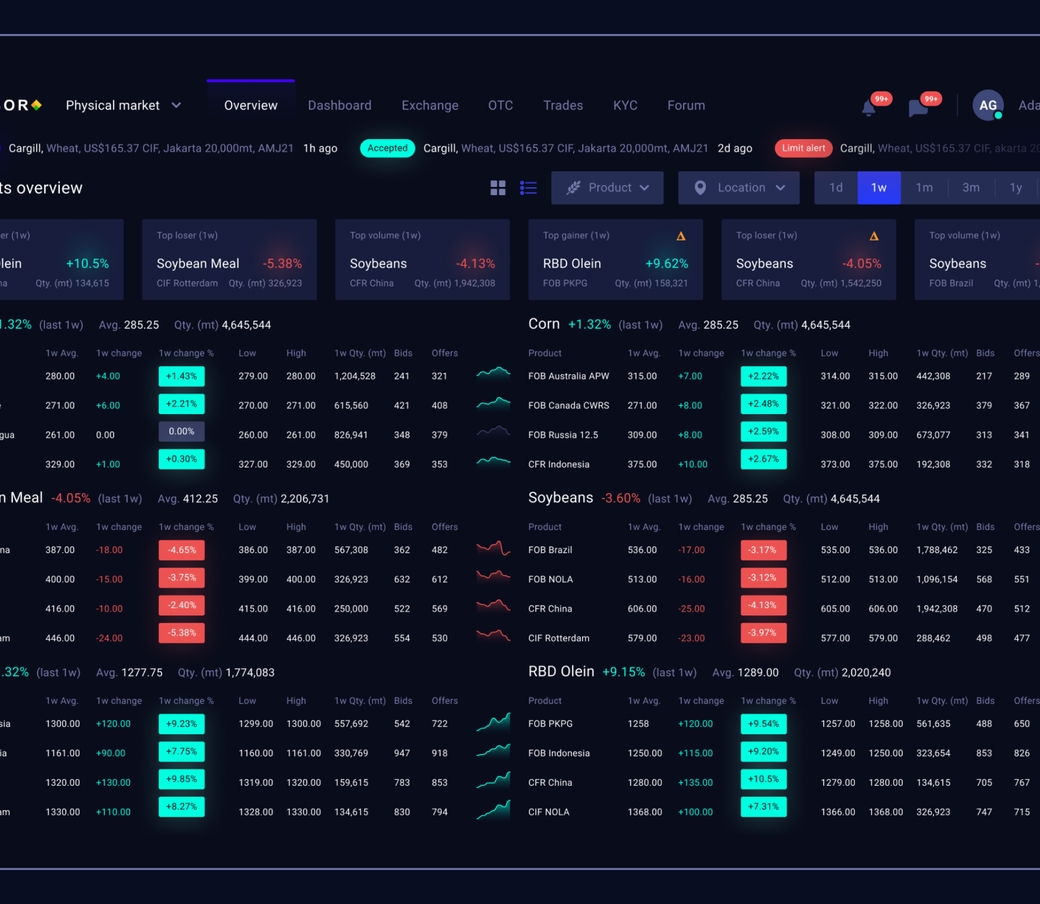 OR Physical market Overview Dashboard Exchange OTC Trades KYC Forum 99+ 99+ AG Ada
Cargill, Wheat, US$165.37 CIF, Jakarta 20,000mt, AMJ21 1h ago Accepted Cargill, Wheat, US$165.37 CIF, Jakarta 20,000mt, AMJ21 2d ago Limit alert Cargill, Wheat, US$165.37 CIF, akarta 20
ts overview Product Location 1d 1w 1m 3m 1y
er (1w) Top loser (1w) Top volume (1w) Top gainer (1w) Top loser (1w) Top volume (1w)
lein +10.5% Soybean Meal -5.38% Soybeans -4.13% RBD Olein +9.62% Soybeans -4.05% Soybeans -
na Qty. (mt) 134,615 CIF Rotterdam Qty. (mt) 326,923 CFR China Qty. (mt) 1,942,308 FOB PKPG Qty. (mt) 158,321 CFR China Qty. (mt) 1,542,250 FOB Brazil Qty. (mt) 1,
1.32% (last 1w) Avg. 285.25 Qty. (mt) 4,645,544
1w Avg. 1w change 1w change % Low High 1w Qty. (mt) Bids Offers
280.00 +4.00 +1.43% 279.00 280.00 1,204,528 241 321
e 271.00 +6.00 +2.21% 270.00 271.00 615,560 421 408
gua 261.00 0.00 0.00% 260.00 261.00 826,941 348 379
329.00 +1.00 +0.30% 327.00 329.00 450,000 369 353
Corn +1.32% (last 1w) Avg. 285.25 Qty. (mt) 4,645,544
Product 1w Avg. 1w change 1w change % Low High 1w Qty. (mt) Bids Offers
FOB Australia APW 315.00 +7.00 +2.22% 314.00 315.00 442,308 217 289
FOB Canada CWRS 271.00 +8.00 +2.48% 321.00 322.00 326,923 379 367
FOB Russia 12.5 309.00 +8.00 +2.59% 308.00 309.00 673,077 313 341
CFR Indonesia 375.00 +10.00 +2.67% 373.00 375.00 192,308 332 318
n Meal -4.05% (last 1w) Avg. 412.25 Qty. (mt) 2,206,731
1w Avg. 1w change 1w change % Low High 1w Qty. (mt) Bids Offers
na 387.00 -18.00 -4.65% 386.00 387.00 567,308 362 482
400.00 -15.00 -3.75% 399.00 400.00 326,923 632 612
416.00 -10.00 -2.40% 415.00 416.00 250,000 522 569
am 446.00 -24.00 -5.38% 444.00 446.00 326,923 554 530
Soybeans -3.60% (last 1w) Avg. 285.25 Qty. (mt) 4,645,544
Product 1w Avg. 1w change 1w change % Low High 1w Qty. (mt) Bids Offers
FOB Brazil 536.00 -17.00 -3.17% 535.00 536.00 1,788,462 325 433
FOB NOLA 513.00 -16.00 -3.12% 512.00 513.00 1,096,154 568 551
CFR China 606.00 -25.00 -4.13% 605.00 606.00 1,942,308 470 512
CIF Rotterdam 579.00 -23.00 -3.97% 577.00 579.00 288,462 498 477
.32% (last 1w) Avg. 1277.75 Qty. (mt) 1,774,083
1w Avg. 1w change 1w change % Low High 1w Qty. (mt) Bids Offers
sia 1300.00 +120.00 +9.23% 1299.00 1300.00 557,692 542 722
ia 1161.00 +90.00 +7.75% 1160.00 1161.00 330,769 947 918
1320.00 +130.00 +9.85% 1319.00 1320.00 159,615 783 853
am 1330.00 +110.00 +8.27% 1328.00 1330.00 134,615 830 794
RBD Olein +9.15% (last 1w) Avg. 1289.00 Qty. (mt) 2,020,240
Product 1w Avg. 1w change 1w change % Low High 1w Qty. (mt) Bids Offers
FOB PKPG 1258 +120.00 +9.54% 1257.00 1258.00 561,635 488 650
FOB Indonesia 1250.00 +115.00 +9.20% 1249.00 1250.00 323,654 853 826
CFR China 1280.00 +135.00 +10.5% 1279.00 1280.00 134,615 705 767
CIF NOLA 1368.00 +100.00 +7.31% 1366.00 1368.00 326,923 747 715